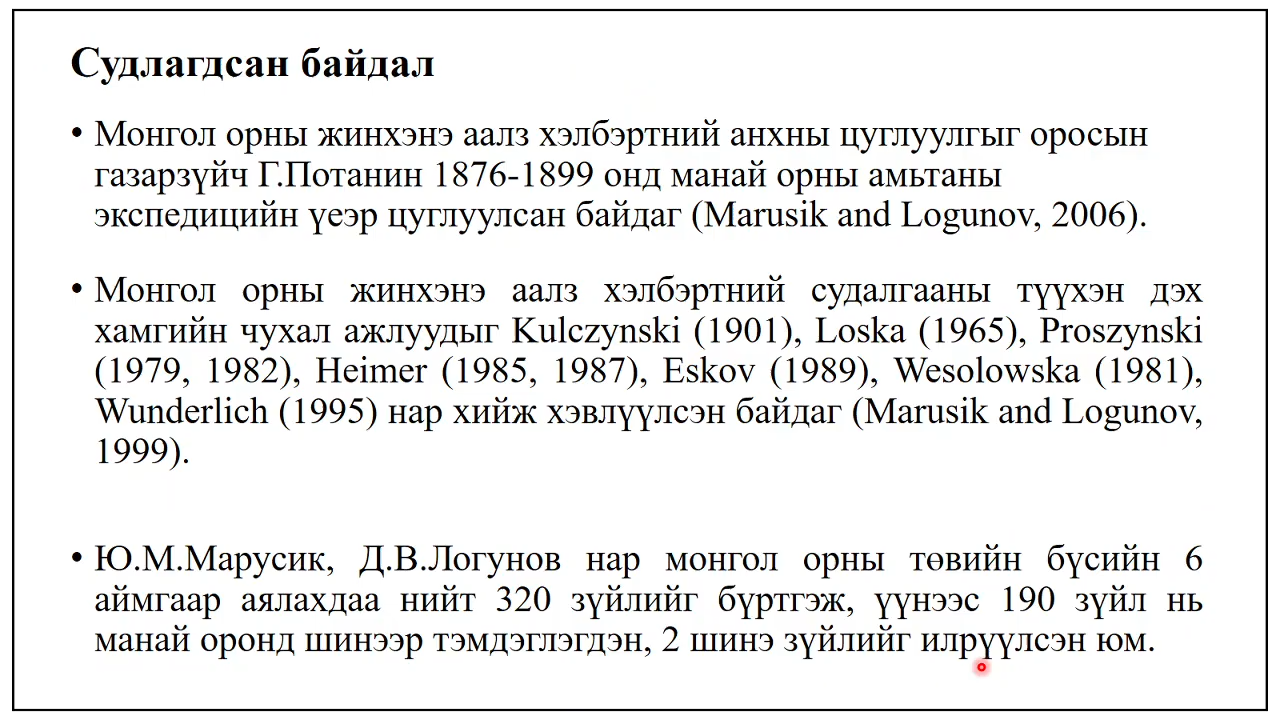 Судлагдсан байдал
• Монгол орны жинхэнэ аалз хэлбэртний анхны цуглуулгыг оросын
газарзүйч Г.Потанин 1876-1899 онд манай орны амьтаны
экспедицийн үеэр цуглуулсан байдаг (Marusik and Logunov, 2006).
• Монгол орны жинхэнэ аалз хэлбэртний судалгааны түүхэн дэх
хамгийн чухал ажлуудыг Kulczynski (1901), Loska (1965), Proszynski
(1979, 1982), Heimer (1985, 1987), Eskov (1989), Wesolowska (1981),
Wunderlich (1995) нар хийж хэвлүүлсэн байдаг (Marusik and Logunov,
1999).
• Ю.М.Марусик, Д.В.Логунов нар монгол орны төвийн бүсийн 6
аймгаар аялахдаа нийт 320 зүйлийг бүртгэж, үүнээс 190 зүйл нь
манай оронд шинээр тэмдэглэгдэн, 2 шинэ зүйлийг илрүүлсэн юм.